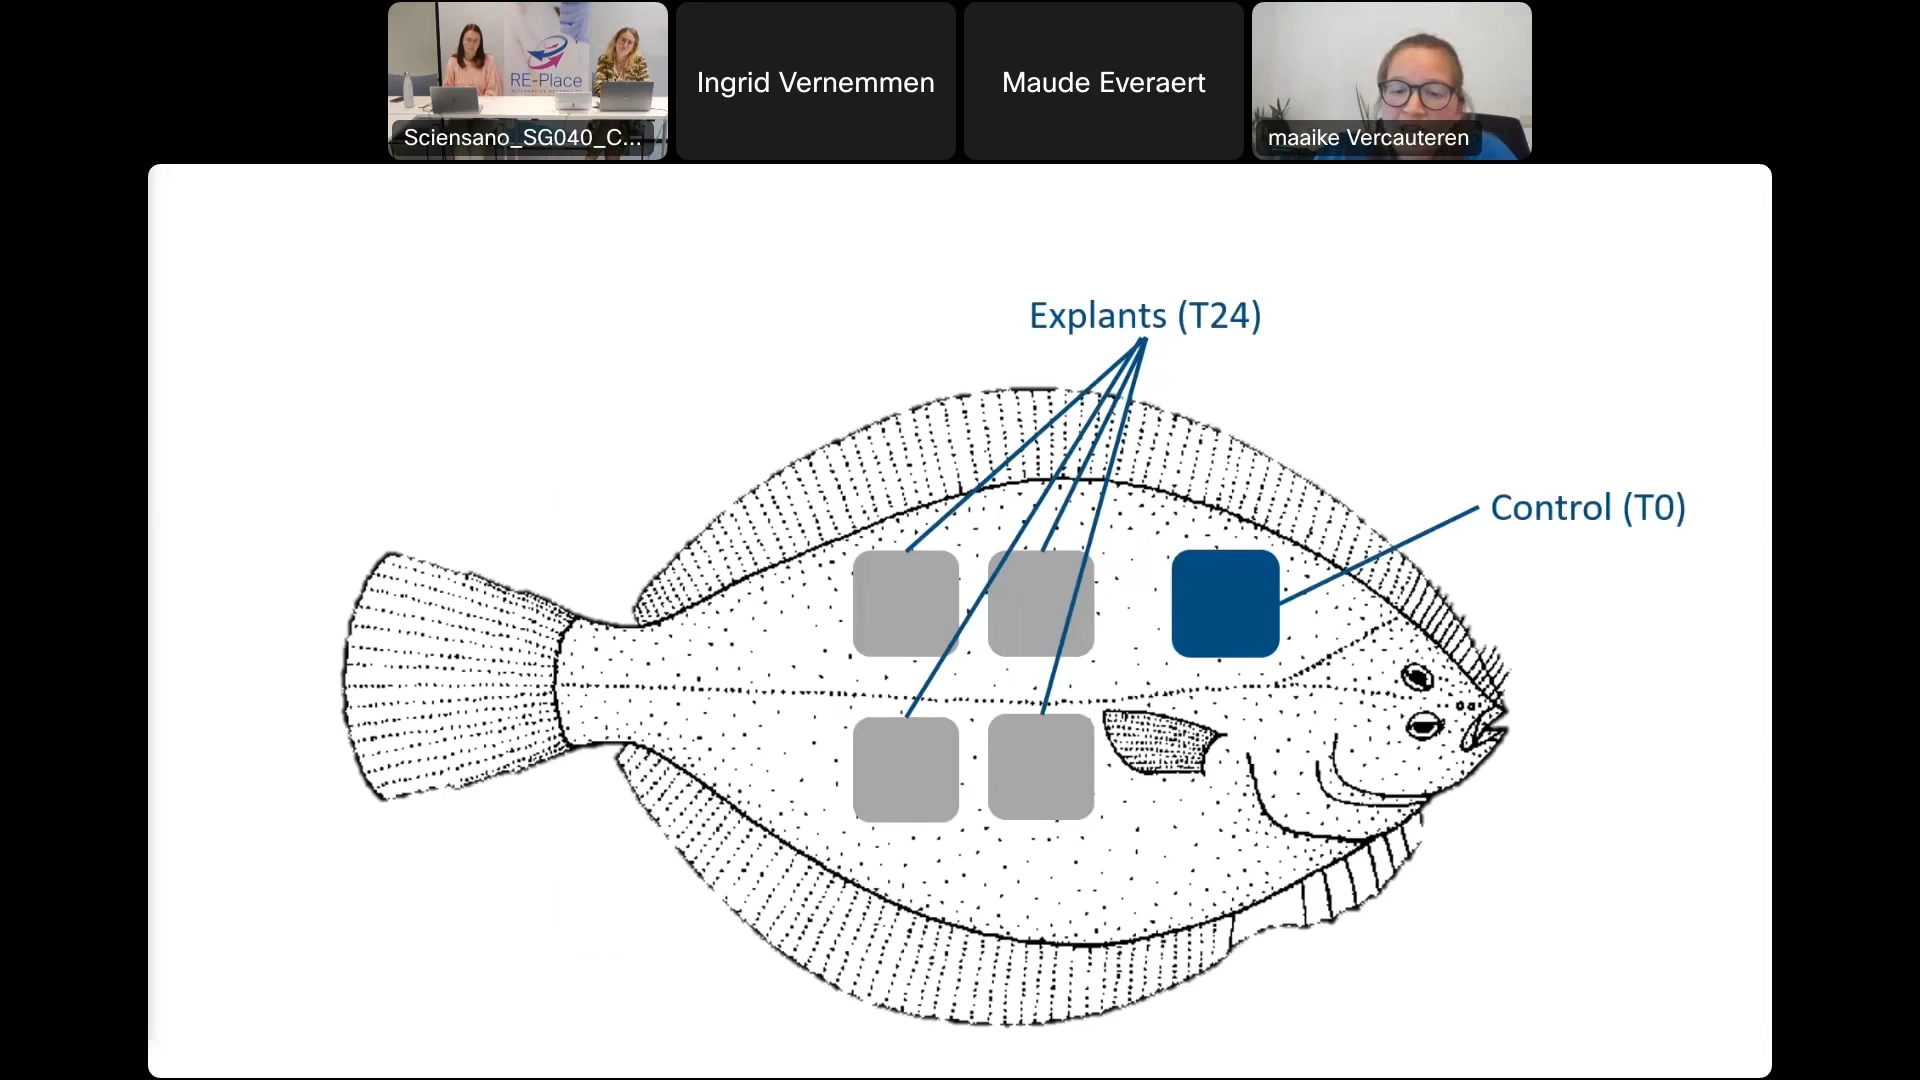 RE-Place
Sciensano_SG040_C...
Ingrid Vernemmen
Maude Everaert
maaike Vercauteren
Explants (T24)
Control (T0)